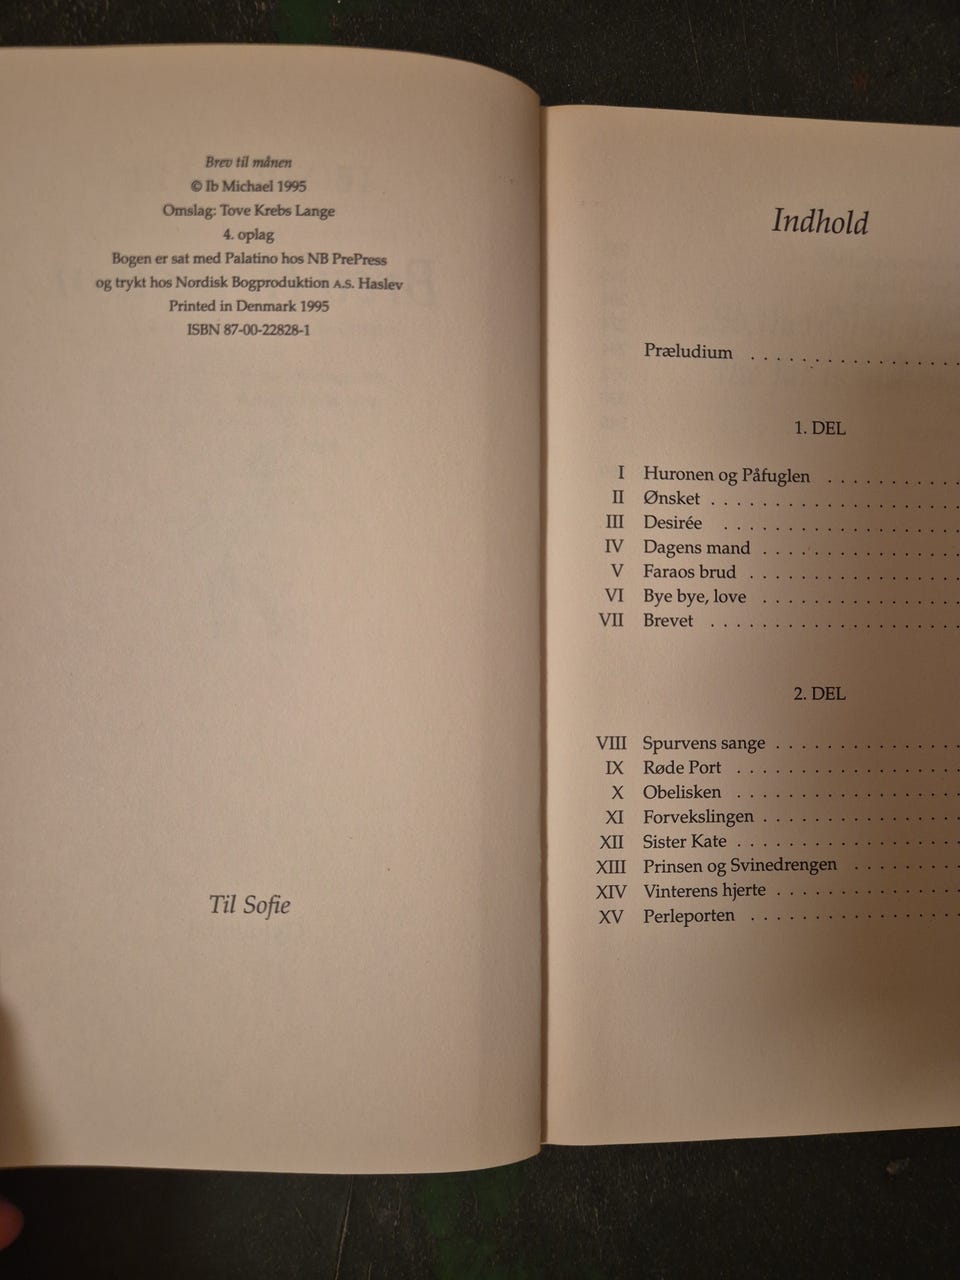 Brev til månen
© Ib Michael 1995
Omslag: Tove Krebs Lange
4. oplag
Bogen er sat med Palatino hos NB PrePress
og trykt hos Nordisk Bogproduktion A.S. Haslev
Printed in Denmark 1995
ISBN 87-00-22828-1
Til Sofie
Indhold
Præludium . . . . . . . . . . . . . . . . .
1. DEL
I Huronen og Påfuglen . . . . . . . . . . .
II Ønsket . . . . . . . . . . . . . . . . . . . .
III Desirée . . . . . . . . . . . . . . . . . . .
IV Dagens mand . . . . . . . . . . . . . . . .
V Faraos brud . . . . . . . . . . . . . . . . .
VI Bye bye, love . . . . . . . . . . . . . . . .
VII Brevet . . . . . . . . . . . . . . . . . . . .
2. DEL
VIII Spurvens sange . . . . . . . . . . . . . . .
IX Røde Port . . . . . . . . . . . . . . . . . .
X Obelisken . . . . . . . . . . . . . . . . . .
XI Forvekslingen . . . . . . . . . . . . . . . .
XII Sister Kate . . . . . . . . . . . . . . . . . .
XIII Prinsen og Svinedrengen . . . . . . . . .
XIV Vinterens hjerte . . . . . . . . . . . . . . .
XV Perleporten . . . . . . . . . . . . . . . . .